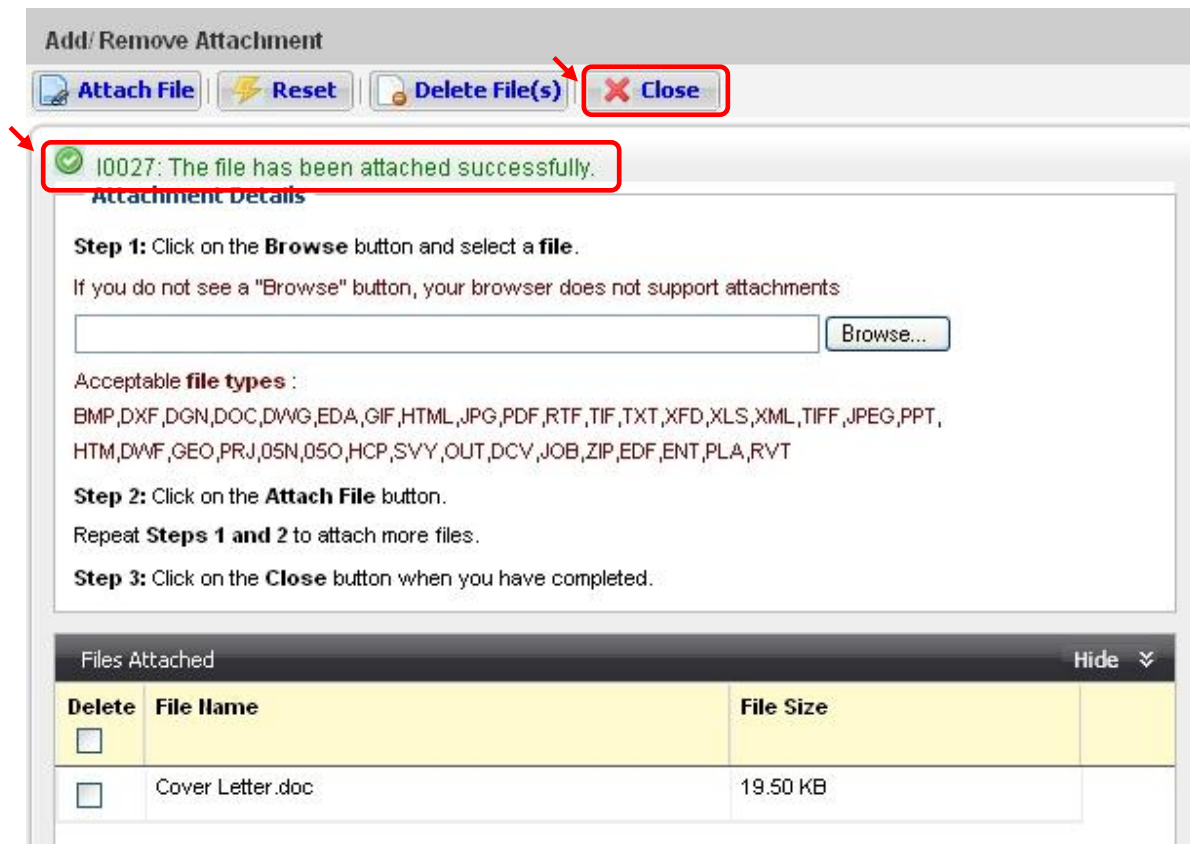 Add/Remove Attachment
Attach File Reset Delete File(s) Close
I0027: The file has been attached successfully.
Attachment Details
Step 1: Click on the Browse button and select a file.
If you do not see a "Browse" button, your browser does not support attachments
Browse...
Acceptable file types :
BMP,DXF,DGN,DOC,DWG,EDA,GIF,HTML,JPG,PDF,RTF,TIF,TXT,XFD,XLS,XML,TIFF,JPEG,PPT,
HTM,DWF,GEO,PRJ,05N,05O,HCP,SVY,OUT,DCV,JOB,ZIP,EDF,ENT,PLA,RVT
Step 2: Click on the Attach File button.
Repeat Steps 1 and 2 to attach more files.
Step 3: Click on the Close button when you have completed.
Files Attached Hide
Delete File Name File Size
Cover Letter.doc 19.50 KB